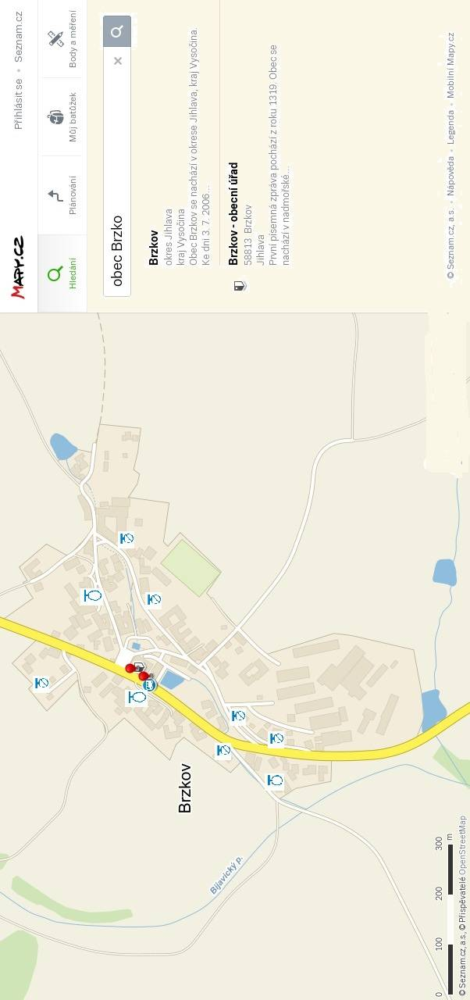 Mapy.cz
Přihlásit se • Seznam.cz
Hledání
Plánování
Můj batůžek
Body a měření
obec Brzko
Brzkov
okres Jihlava
kraj Vysočina
Obec Brzkov se nachází v okrese Jihlava, kraj Vysočina.
Ke dni 3. 7. 2006...
Brzkov - obecní úřad
58813 Brzkov
Jihlava
První písemná zpráva pochází z roku 1319. Obec se
nachází v nadmořské...
© Seznam.cz, a.s. • Nápověda • Legenda • Mobilní Mapy.cz
Brzkov
Bijavický p.
0 100 200 300 m
© Seznam.cz, a.s., © Přispěvatelé OpenStreetMap